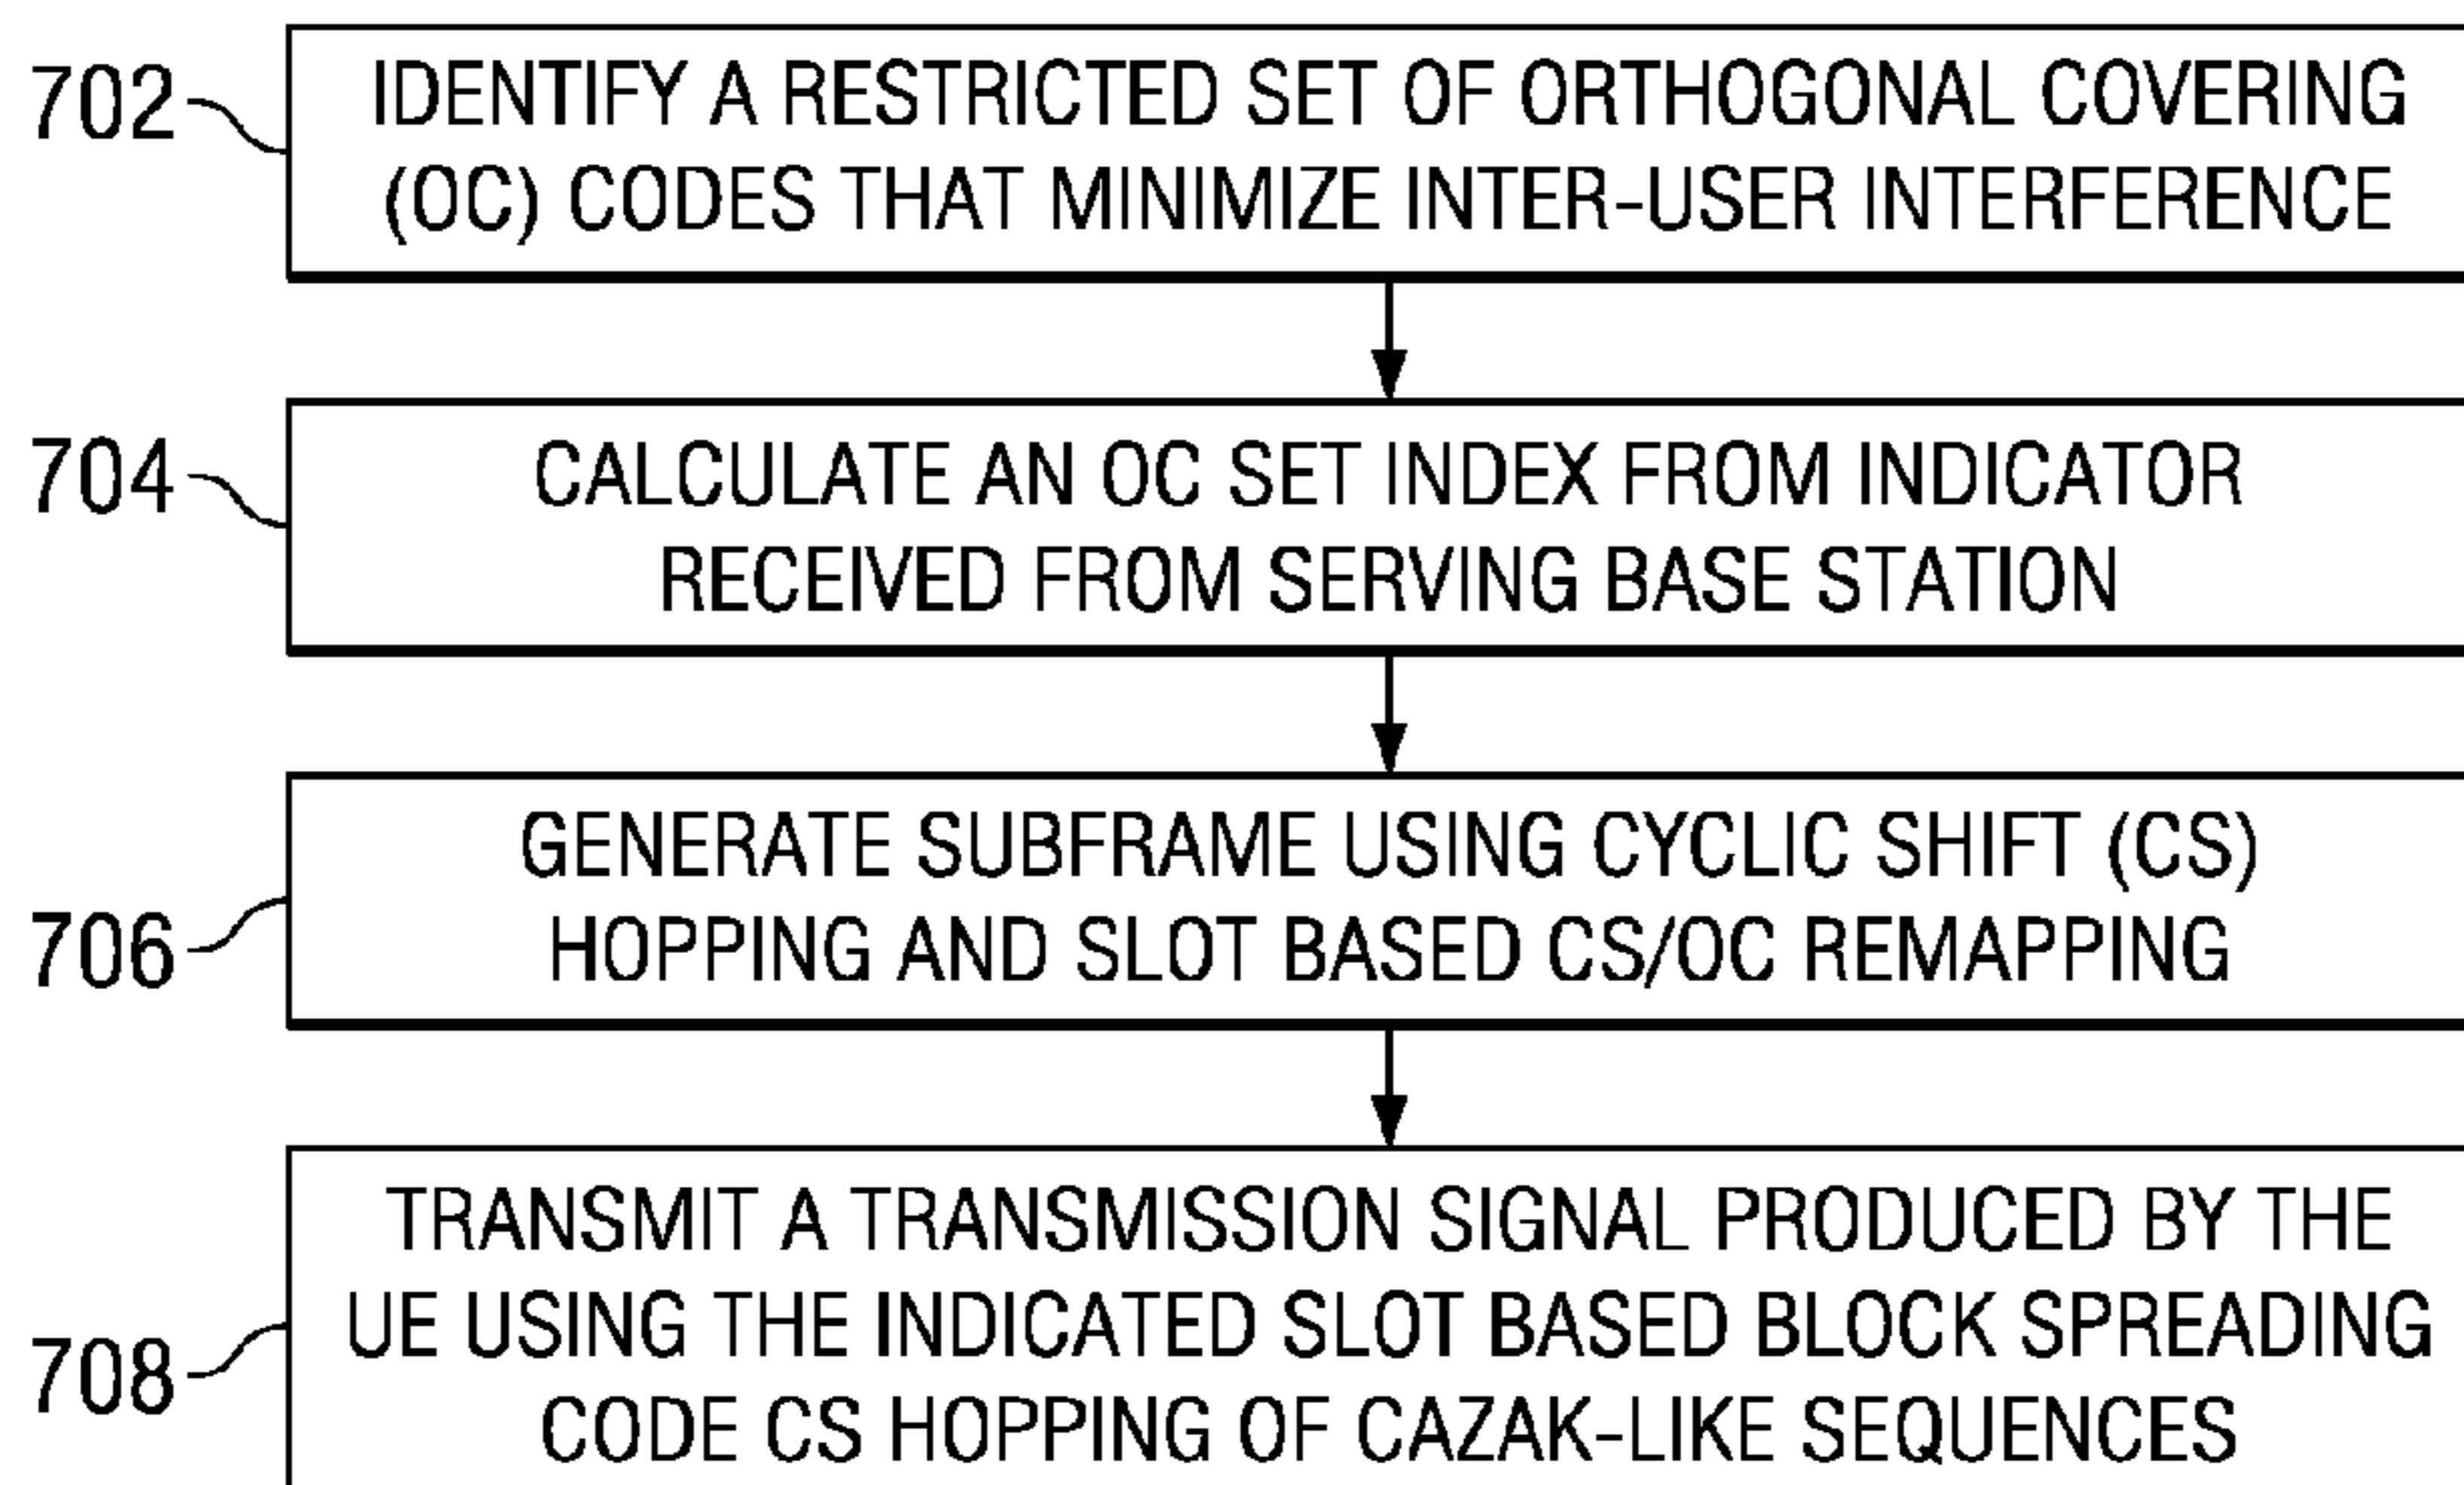 702
IDENTIFY A RESTRICTED SET OF ORTHOGONAL COVERING
(OC) CODES THAT MINIMIZE INTER-USER INTERFERENCE
704
CALCULATE AN OC SET INDEX FROM INDICATOR
RECEIVED FROM SERVING BASE STATION
706
GENERATE SUBFRAME USING CYCLIC SHIFT (CS)
HOPPING AND SLOT BASED CS/OC REMAPPING
708
TRANSMIT A TRANSMISSION SIGNAL PRODUCED BY THE
UE USING THE INDICATED SLOT BASED BLOCK SPREADING
CODE CS HOPPING OF CAZAK-LIKE SEQUENCES